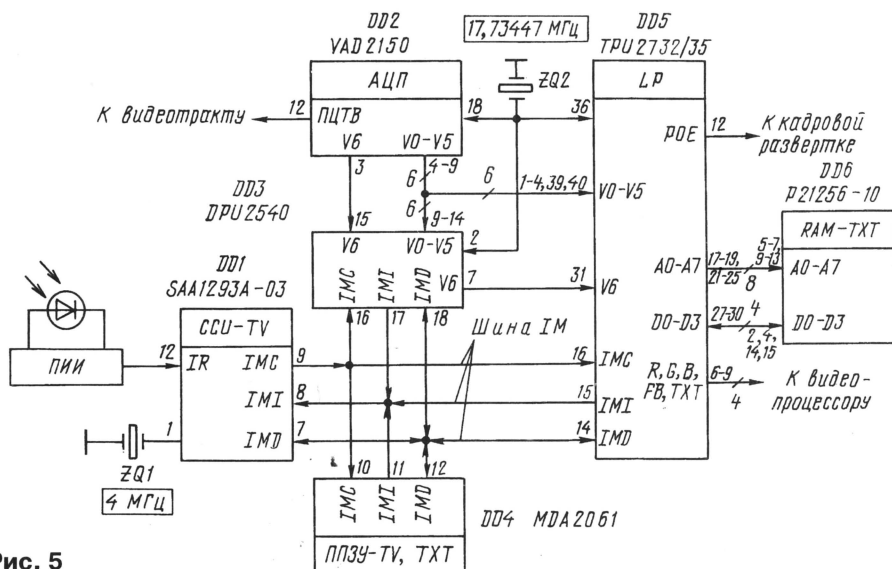 DD2
VAD2150
АЦП
ПЦТВ
12
18
V6
V0-V5
3
4-9
6
6
К видеотракту
17,73447 МГц
ZQ2
DD5
TPU2732/35
LP
36
POE
12
К кадровой
развертке
6
1-4,39,40
V0-V5
DD6
P21256-10
RAM-TXT
A0-A7
17-19,
21-25
8
5-7,
9-13
A0-A7
D0-D3
27-30
4
2,4,
14,15
D0-D3
R,G,B,
FB,TXT
6-9
4
К видео-
процессору
DD3
DPU2540
15
9-14
V6
V0-V5
2
IMC
IMI
IMD
V6
7
31
V6
16
17
18
Шина IM
DD1
SAA1293A-03
CCU-TV
ПИИ
12
IR
IMC
9
16
IMC
IMI
8
15
IMI
IMD
7
14
IMD
1
ZQ1
4 МГц
10
11
12
IMC
IMI
IMD
DD4 MDA2061
ППЗУ-TV, TXT
Рис. 5